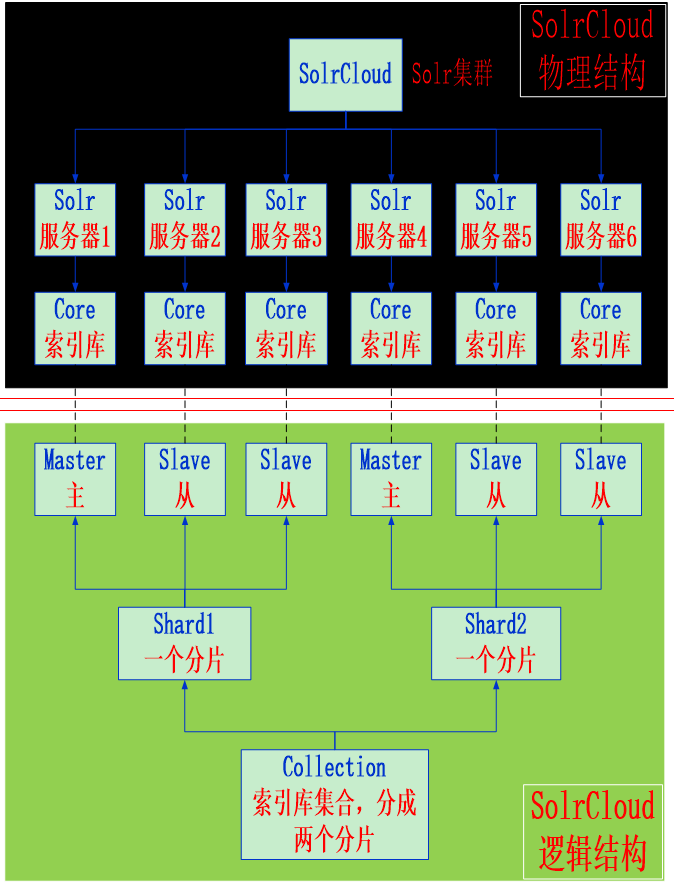 SolrCloud
物理结构
SolrCloud
Solr集群
Solr
服务器1
Solr
服务器2
Solr
服务器3
Solr
服务器4
Solr
服务器5
Solr
服务器6
Core
索引库
Core
索引库
Core
索引库
Core
索引库
Core
索引库
Core
索引库
Master
主
Slave
从
Slave
从
Master
主
Slave
从
Slave
从
Shard1
一个分片
Shard2
一个分片
Collection
索引库集合，分成
两个分片
SolrCloud
逻辑结构